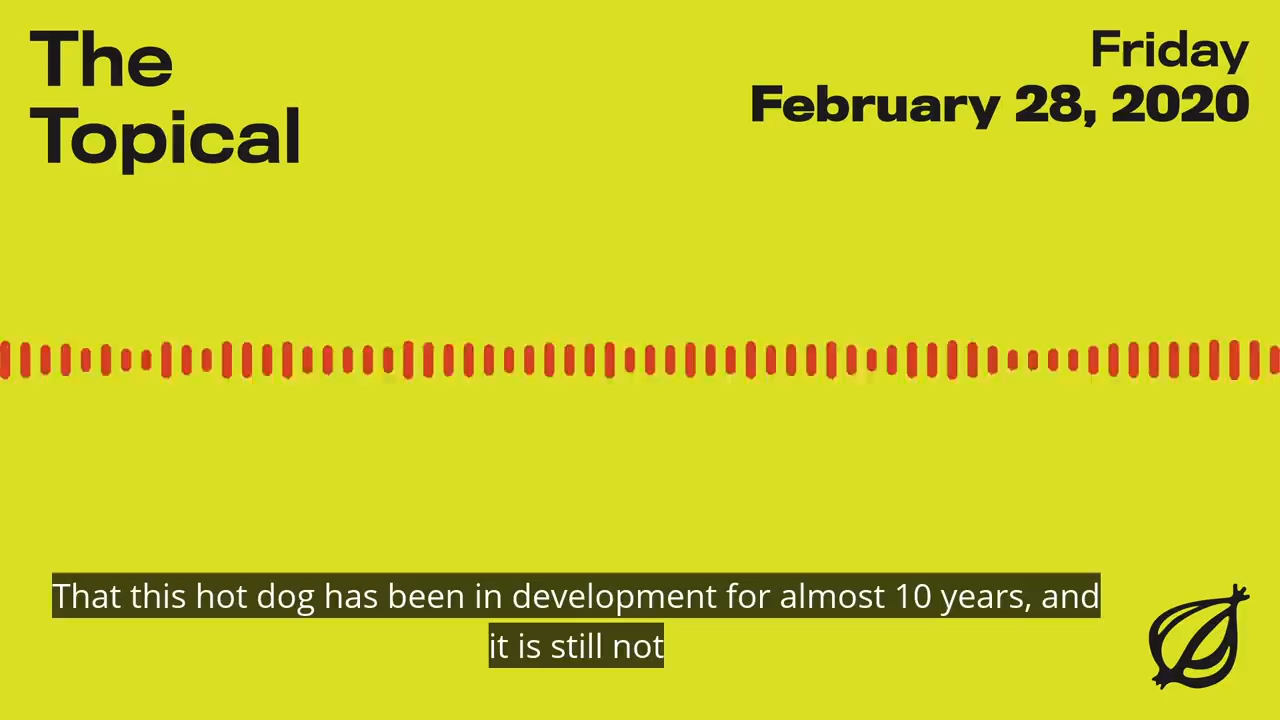 The
Topical
Friday
February 28, 2020
That this hot dog has been in development for almost 10 years, and
it is still not